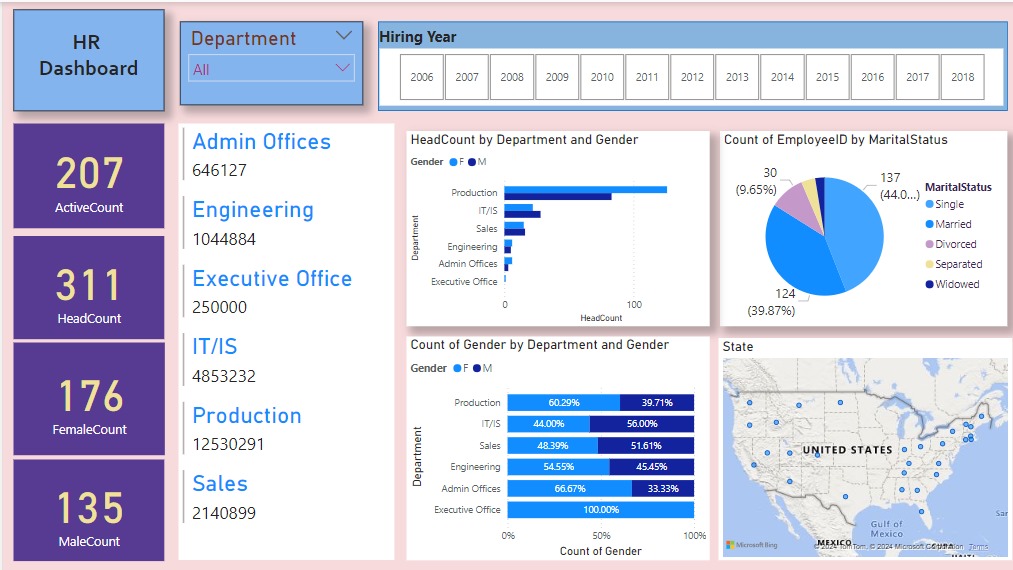 HR
Dashboard
Department
All
Hiring Year
2006 2007 2008 2009 2010 2011 2012 2013 2014 2015 2016 2017 2018
207
ActiveCount
311
HeadCount
176
FemaleCount
135
MaleCount
Admin Offices
646127
Engineering
1044884
Executive Office
250000
IT/IS
4853232
Production
12530291
Sales
2140899
HeadCount by Department and Gender
Gender F M
Department
Production
IT/IS
Sales
Engineering
Admin Offices
Executive Office
0 100
HeadCount
Count of EmployeeID by MaritalStatus
30
(9.65%)
137
(44.0...)
124
(39.87%)
MaritalStatus
Single
Married
Divorced
Separated
Widowed
Count of Gender by Department and Gender
Gender F M
Department
Production 60.29% 39.71%
IT/IS 44.00% 56.00%
Sales 48.39% 51.61%
Engineering 54.55% 45.45%
Admin Offices 66.67% 33.33%
Executive Office 100.00%
0% 50% 100%
Count of Gender
State
UNITED STATES
Gulf of
Mexico
MEXICO
CUBA
Microsoft Bing
© 2024 TomTom, © 2024 Microsoft Corporation Terms